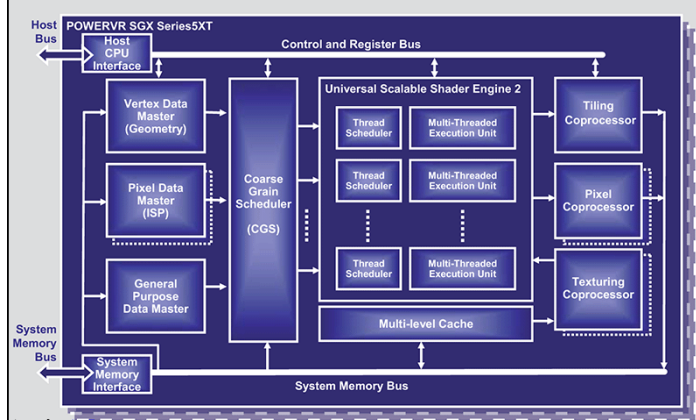 Host
Bus
POWERVR SGX Series5XT
Host
CPU
Interface
Control and Register Bus
Vertex Data
Master
(Geometry)
Pixel Data
Master
(ISP)
General
Purpose
Data Master
Coarse
Grain
Scheduler
(CGS)
Universal Scalable Shader Engine 2
Thread
Scheduler
Multi-Threaded
Execution Unit
Thread
Scheduler
Multi-Threaded
Execution Unit
Thread
Scheduler
Multi-Threaded
Execution Unit
Multi-level Cache
Tiling
Coprocessor
Pixel
Coprocessor
Texturing
Coprocessor
System
Memory
Bus
System
Memory
Interface
System Memory Bus